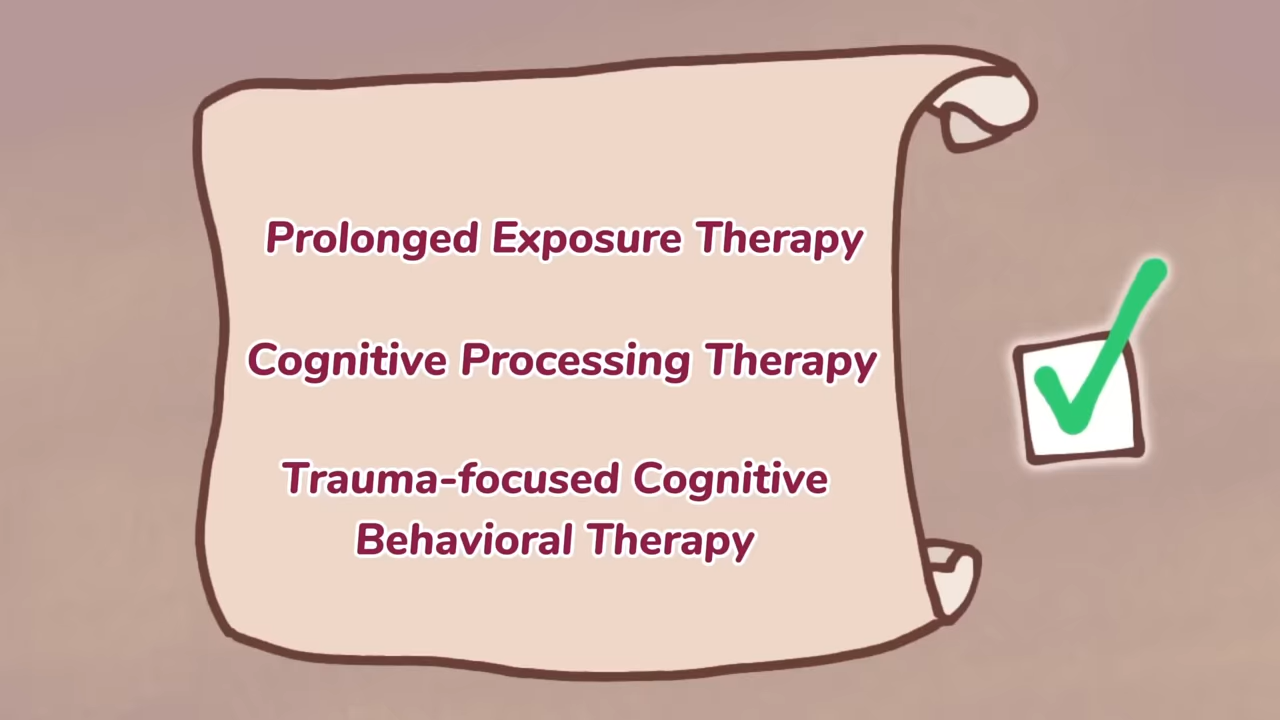 Prolonged Exposure Therapy
Cognitive Processing Therapy
Trauma-focused Cognitive
Behavioral Therapy